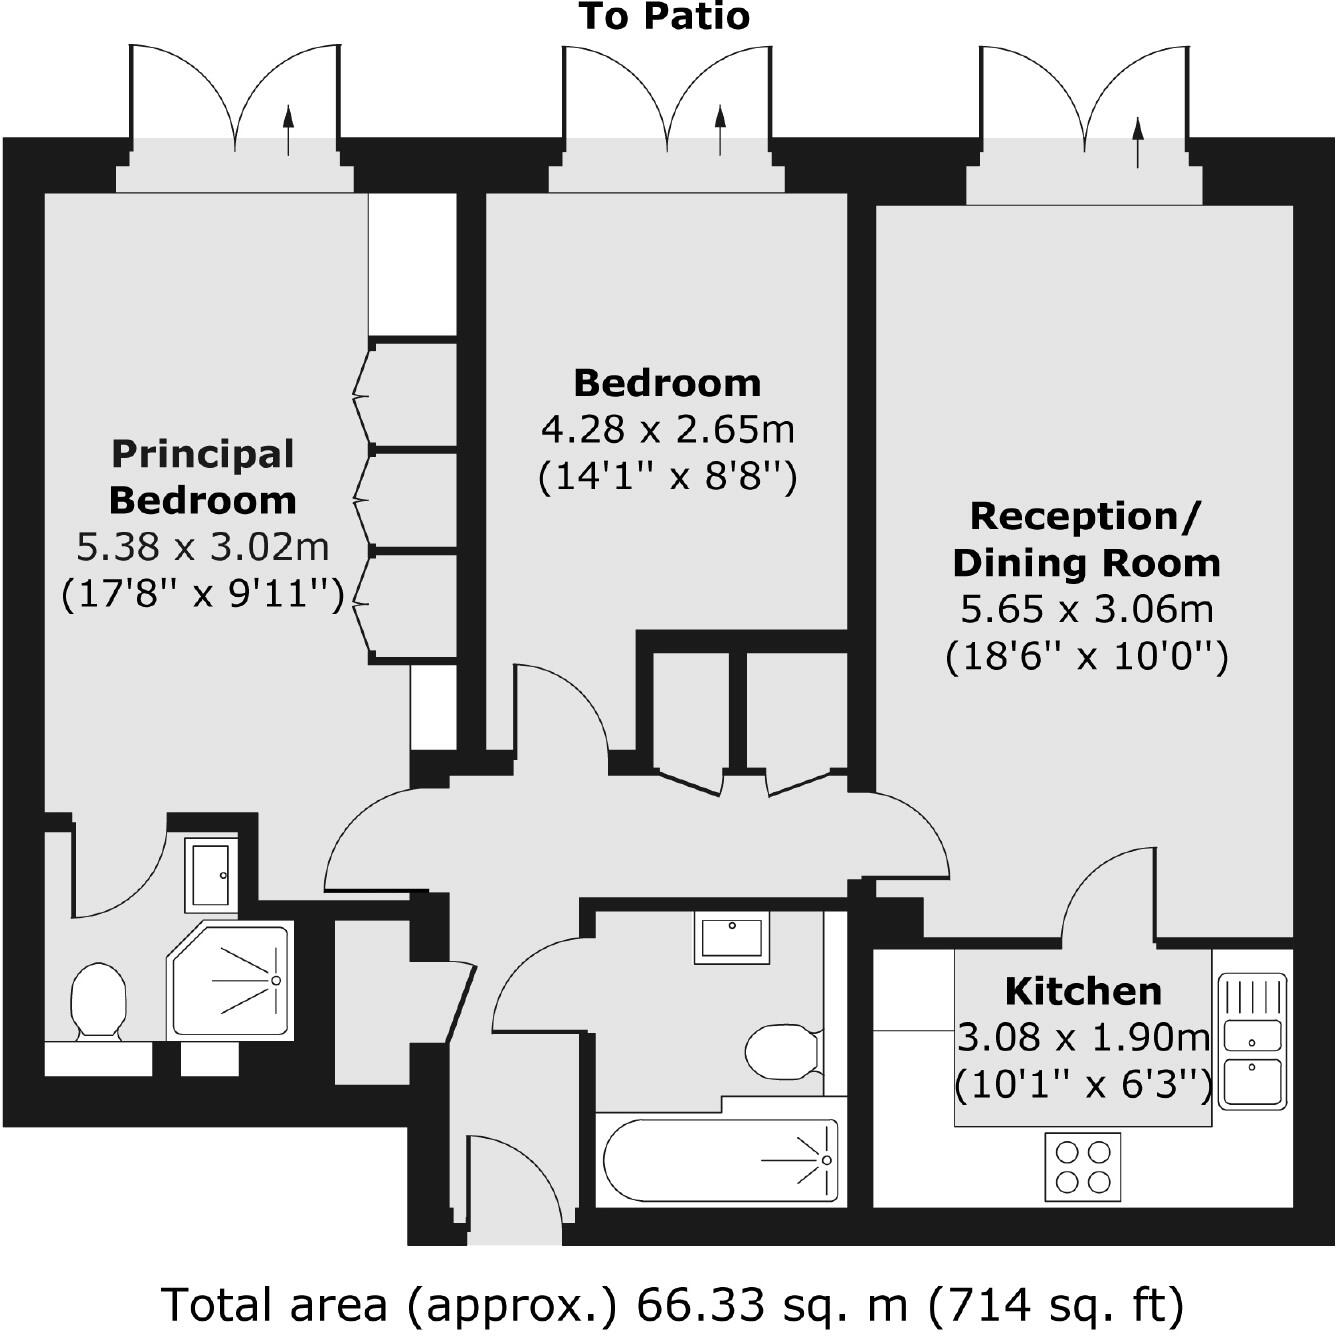 To Patio
Principal
Bedroom
5.38 x 3.02m
(17'8" x 9'11")
Bedroom
4.28 x 2.65m
(14'1" x 8'8")
Reception/
Dining Room
5.65 x 3.06m
(18'6" x 10'0")
Kitchen
3.08 x 1.90m
(10'1" x 6'3")
Total area (approx.) 66.33 sq. m (714 sq. ft)